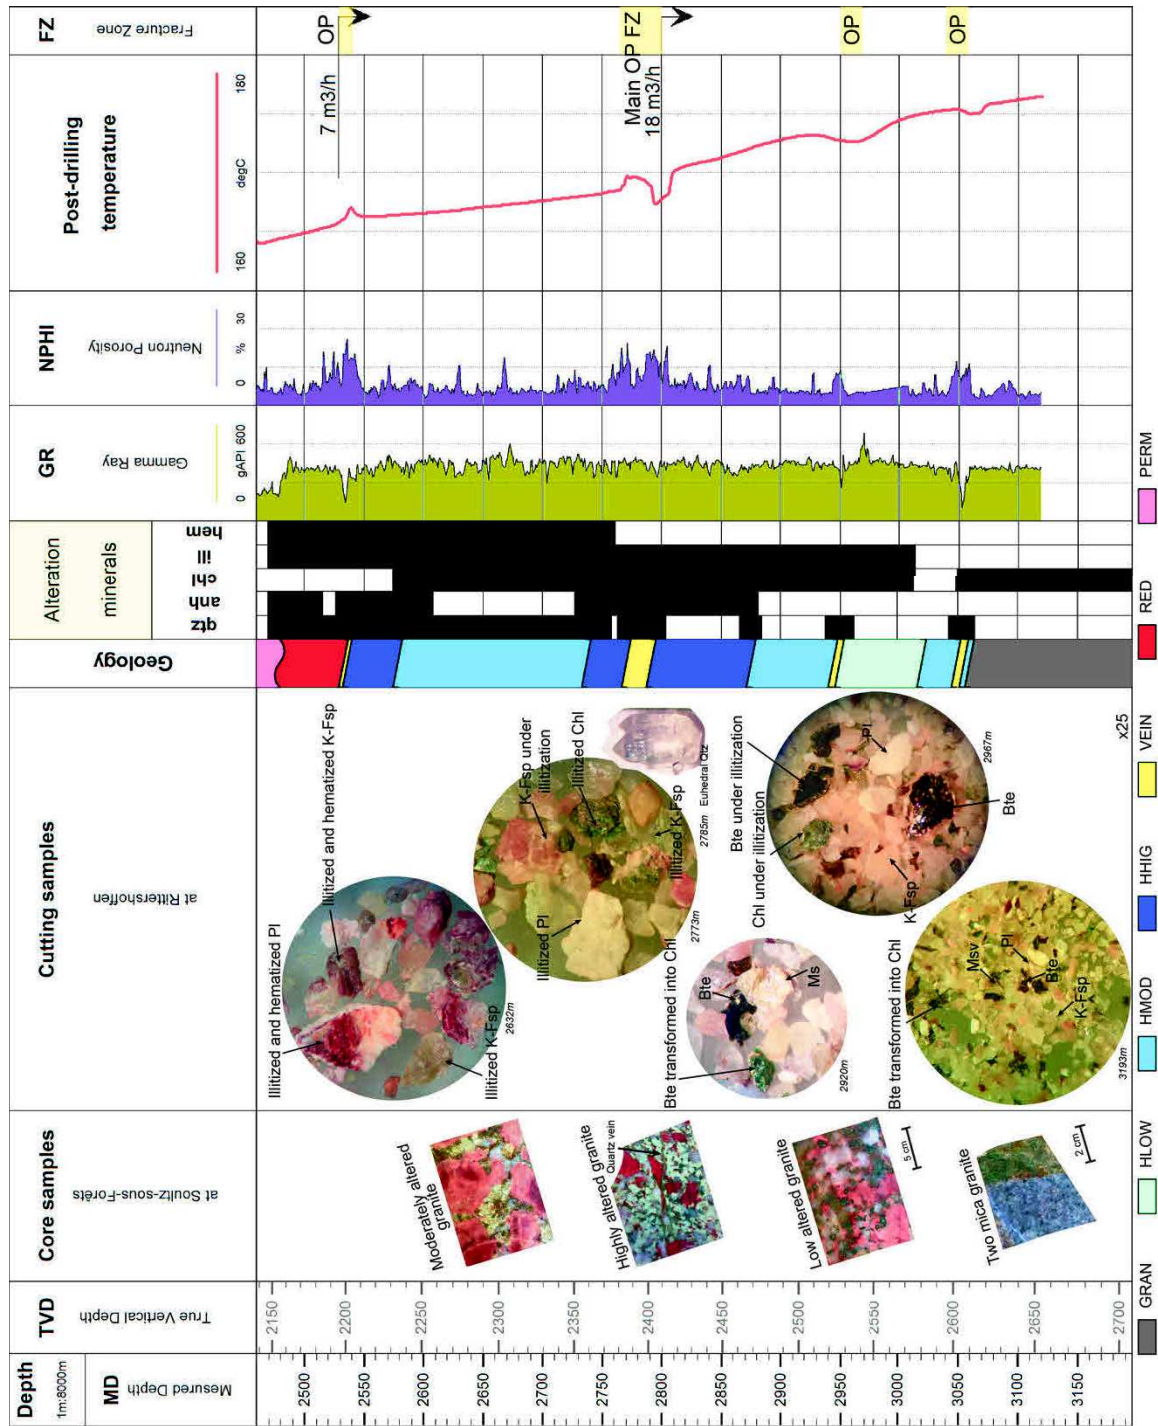 Depth
1m:8000m
MD
Mesured Depth
TVD
True Vertical Depth
Core samples
at Soultz-sous-Forêts
Cutting samples
at Rittershoffen
Geology
Alteration
minerals
qtz
anh
chl
ill
hem
GR
Gamma Ray
0 gAPI 600
NPHI
Neutron Porosity
0 % 30
Post-drilling
temperature
160 degC 180
FZ
Fracture Zone
2500
2550
2600
2650
2700
2750
2800
2850
2900
2950
3000
3050
3100
3150
2150
2200
2250
2300
2350
2400
2450
2500
2550
2600
2650
2700
Moderately altered
granite
Highly altered granite
Quartz vein
Low altered granite
5 cm
Two mica granite
2 cm
Illitized and hematized Pl
Illitized and hematized K-Fsp
Illitized K-Fsp
2632m
K-Fsp under
illitization
Illitized Chl
Illitized Pl
Illitized K-Fsp
2773m
2785m Euhedral Qtz
Bte transformed into Chl
Bte
Ms
2920m
Bte under illitization
Chl under illitization
Pl
K-Fsp
Bte
2967m
Bte transformed into Chl
Msv
Pl
Bte
K-Fsp
3193m
x25
7 m3/h
OP
Main OP FZ
18 m3/h
OP
OP
GRAN
HLOW
HMOD
HHIG
VEIN
RED
PERM